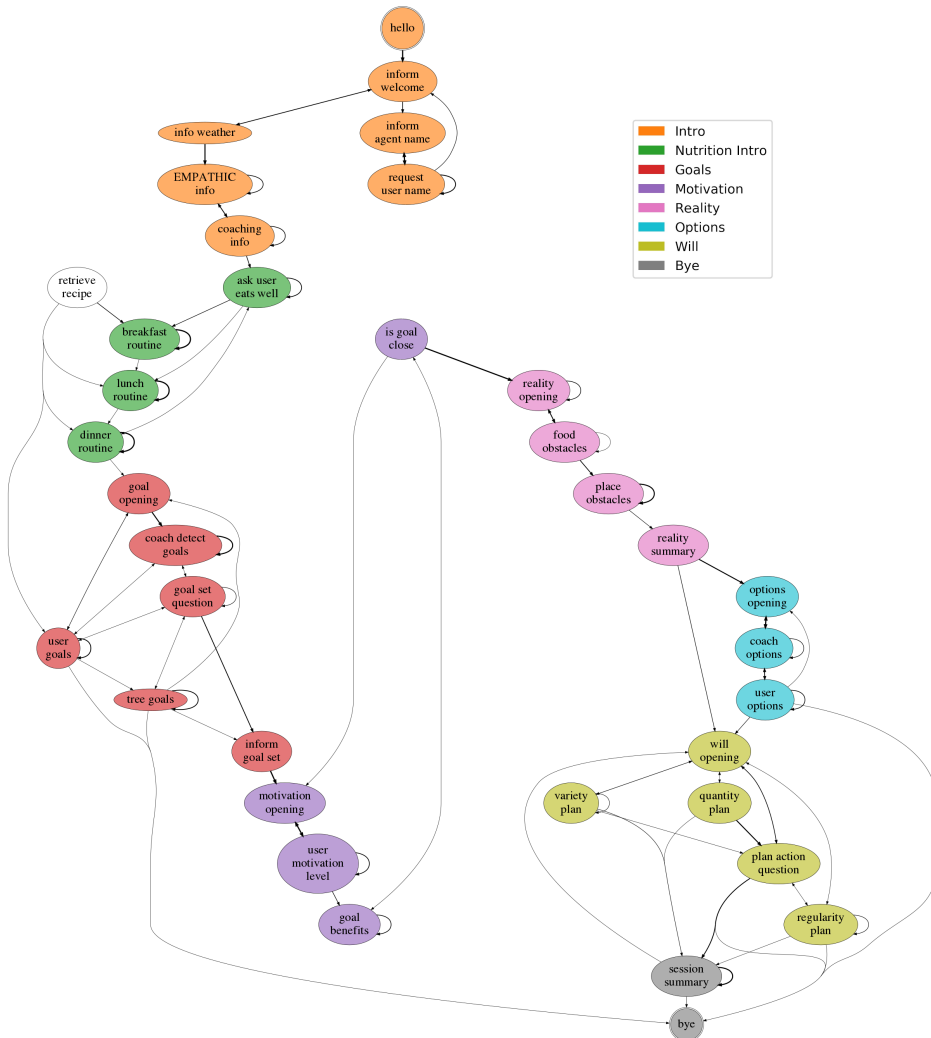 hello
inform
welcome
info weather
inform
agent name
EMPATHIC
info
request
user name
coaching
info
retrieve
recipe
ask user
eats well
breakfast
routine
lunch
routine
dinner
routine
goal
opening
coach detect
goals
goal set
question
user
goals
tree goals
inform
goal set
is goal
close
motivation
opening
user
motivation
level
goal
benefits
reality
opening
food
obstacles
place
obstacles
reality
summary
options
opening
coach
options
user
options
will
opening
variety
plan
quantity
plan
plan action
question
regularity
plan
session
summary
bye
Intro
Nutrition Intro
Goals
Motivation
Reality
Options
Will
Bye